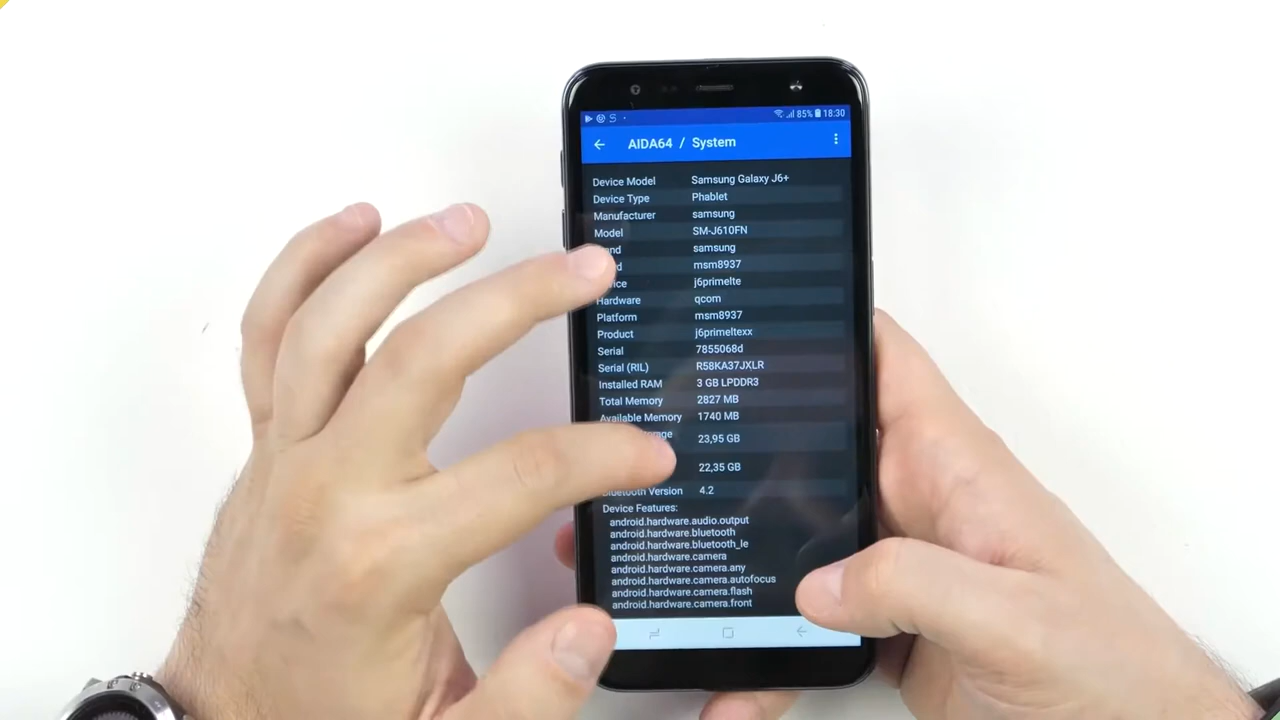 85% 18:30
AIDA64 / System
Device Model Samsung Galaxy J6+
Device Type Phablet
Manufacturer samsung
Model SM-J610FN
samsung
msm8937
j6primelte
Hardware qcom
Platform msm8937
Product j6primeltexx
Serial 7855068d
Serial (RIL) R58KA37JXLR
Installed RAM 3 GB LPDDR3
Total Memory 2827 MB
Available Memory 1740 MB
23,95 GB
22,35 GB
Bluetooth Version 4.2
Device Features:
android.hardware.audio.output
android.hardware.bluetooth
android.hardware.bluetooth_le
android.hardware.camera
android.hardware.camera.any
android.hardware.camera.autofocus
android.hardware.camera.flash
android.hardware.camera.front